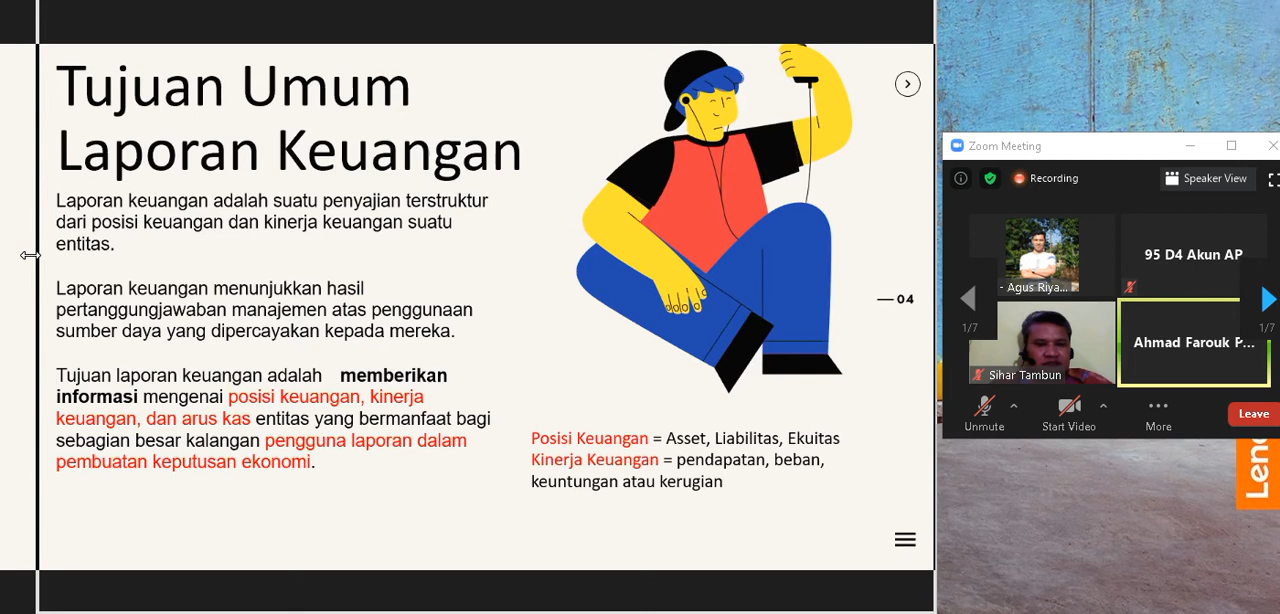 Tujuan Umum
Laporan Keuangan
Laporan keuangan adalah suatu penyajian terstruktur
dari posisi keuangan dan kinerja keuangan suatu
entitas.
Laporan keuangan menunjukkan hasil
pertanggungjawaban manajemen atas penggunaan
sumber daya yang dipercayakan kepada mereka.
Tujuan laporan keuangan adalah memberikan
informasi mengenai posisi keuangan, kinerja
keuangan, dan arus kas entitas yang bermanfaat bagi
sebagian besar kalangan pengguna laporan dalam
pembuatan keputusan ekonomi.
Posisi Keuangan = Asset, Liabilitas, Ekuitas
Kinerja Keuangan = pendapatan, beban,
keuntungan atau kerugian
04
Zoom Meeting
Recording
Speaker View
- Agus Riya...
95 D4 Akun AP
1/7
1/7
Sihar Tambun
Ahmad Farouk P...
Unmute
Start Video
More
Leave